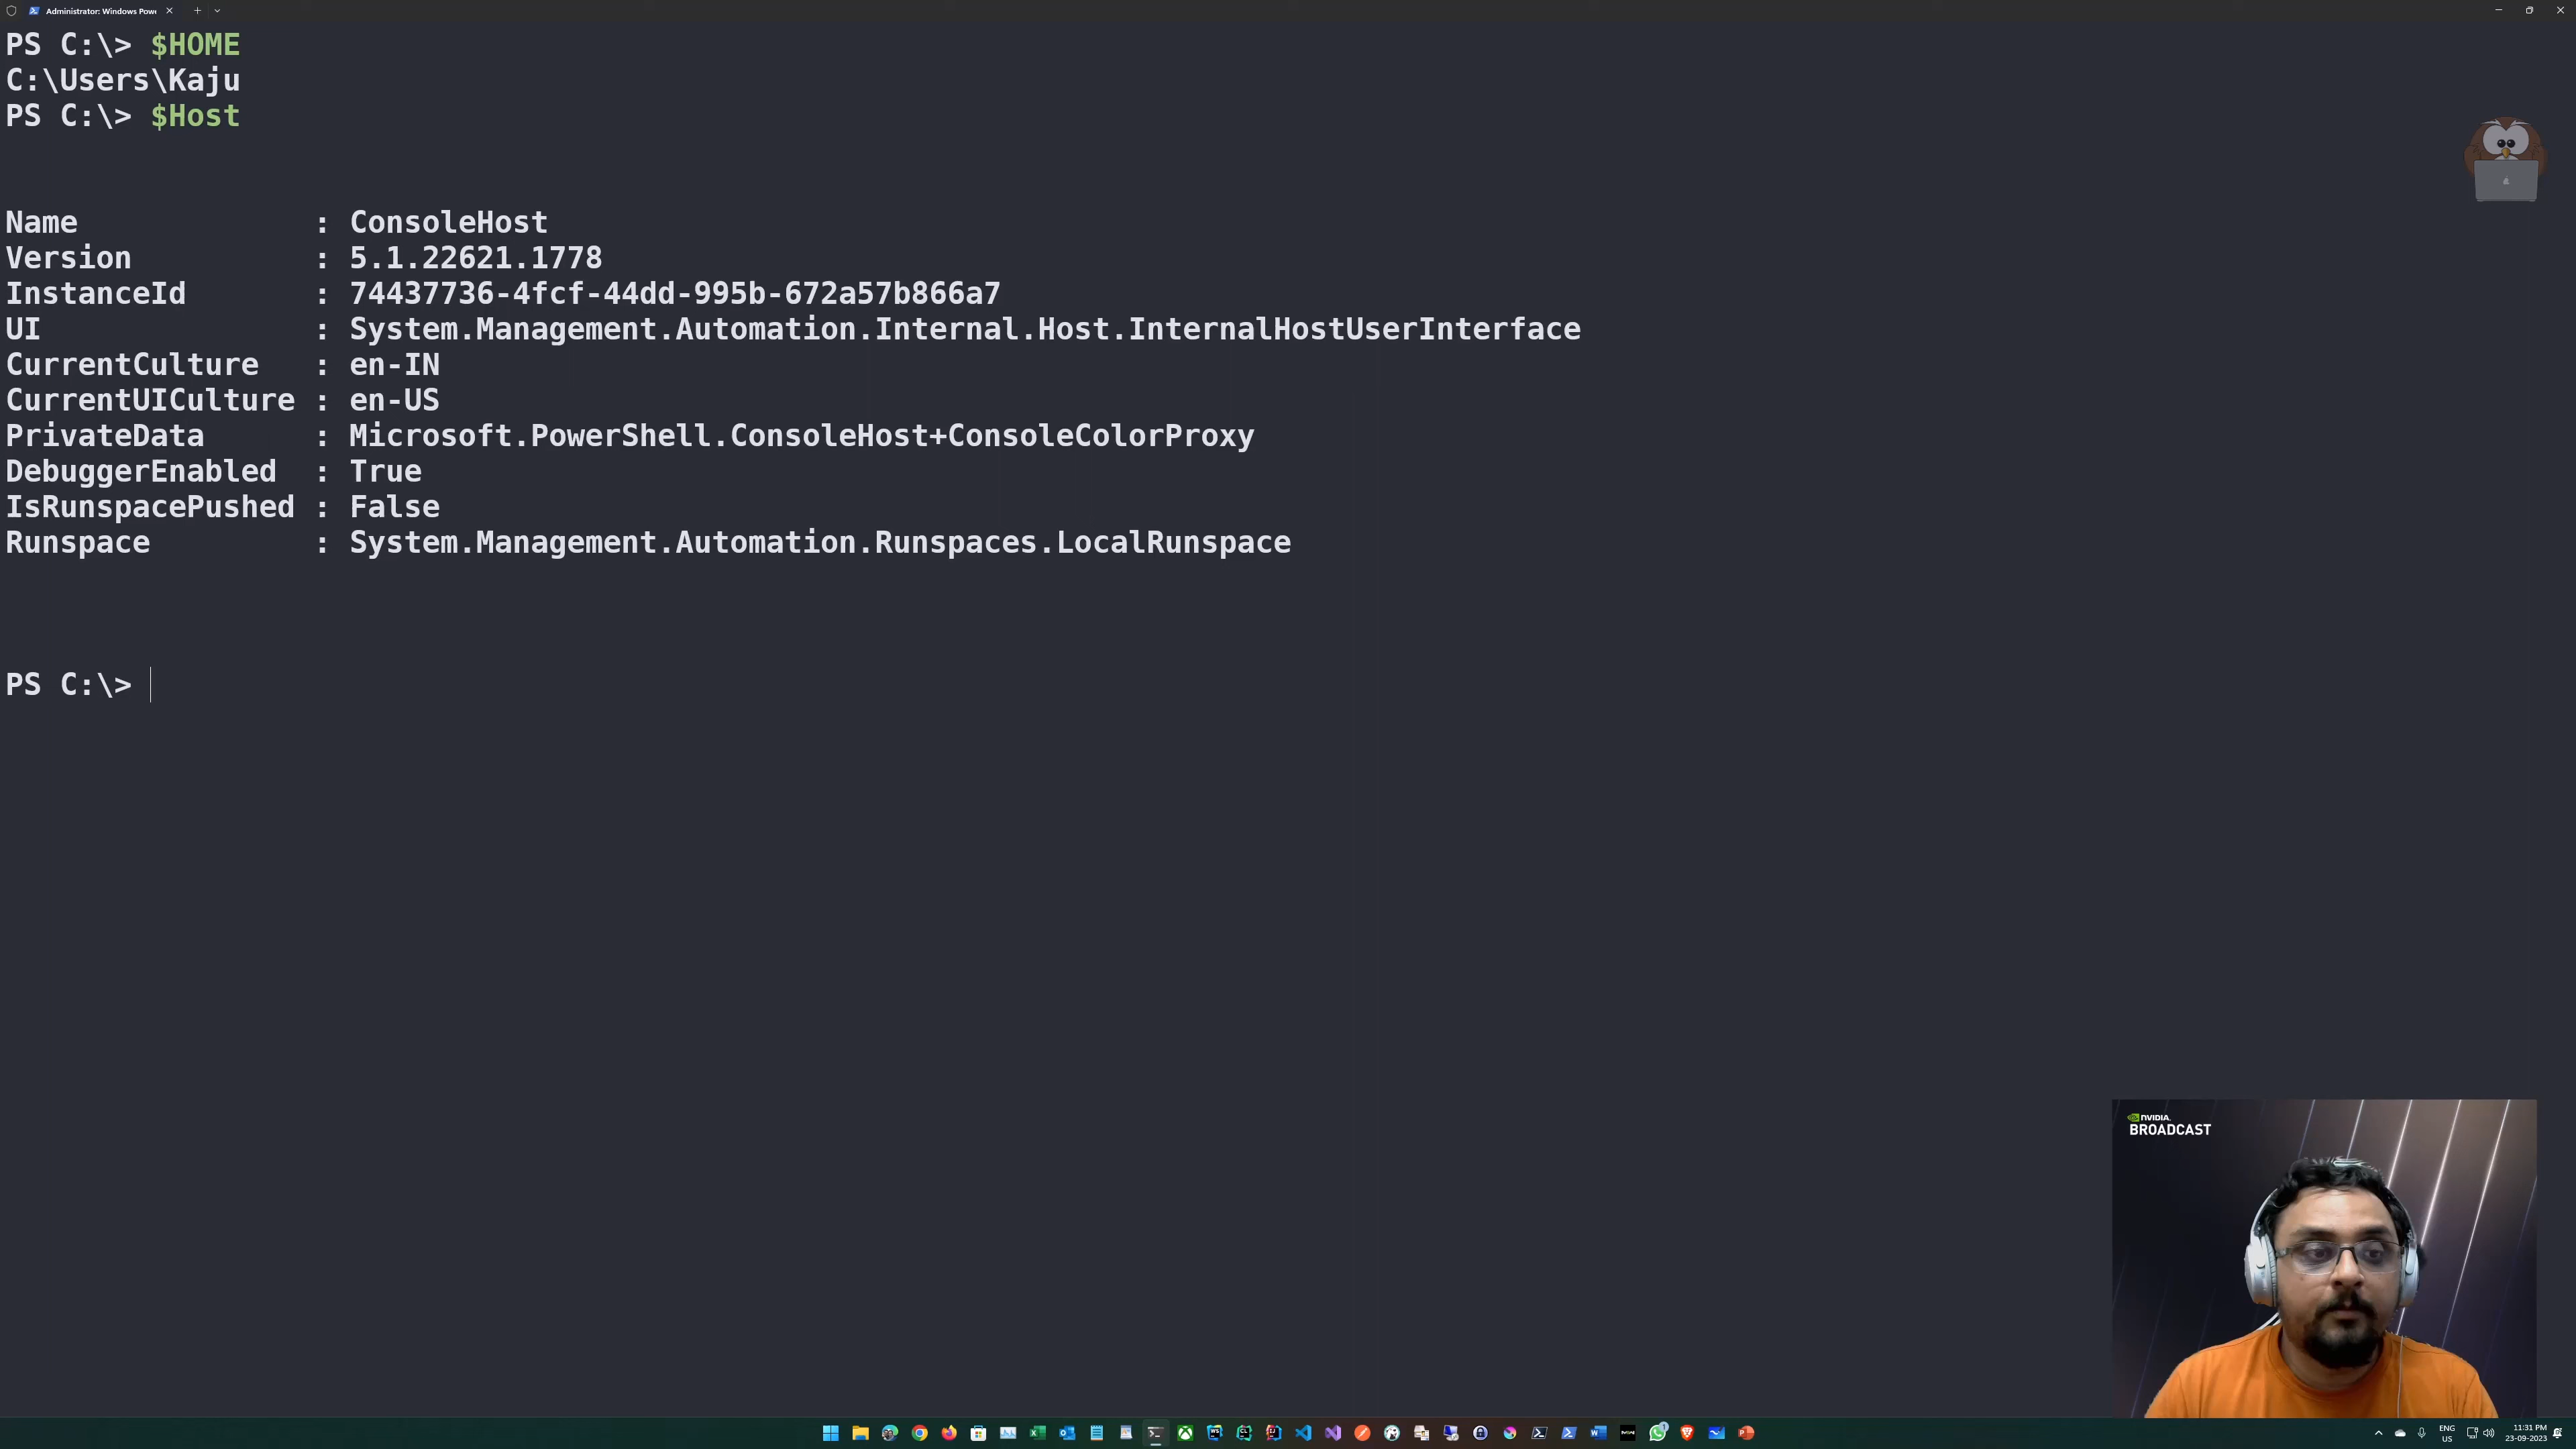 Administrator: Windows Powe
PS C:\> $HOME
C:\Users\Kaju
PS C:\> $Host
Name : ConsoleHost
Version : 5.1.22621.1778
InstanceId : 74437736-4fcf-44dd-995b-672a57b866a7
UI : System.Management.Automation.Internal.Host.InternalHostUserInterface
CurrentCulture : en-IN
CurrentUICulture : en-US
PrivateData : Microsoft.PowerShell.ConsoleHost+ConsoleColorProxy
DebuggerEnabled : True
IsRunspacePushed : False
Runspace : System.Management.Automation.Runspaces.LocalRunspace
PS C:\>
NVIDIA.
BROADCAST
ENG
US
11:31 PM
23-09-2023